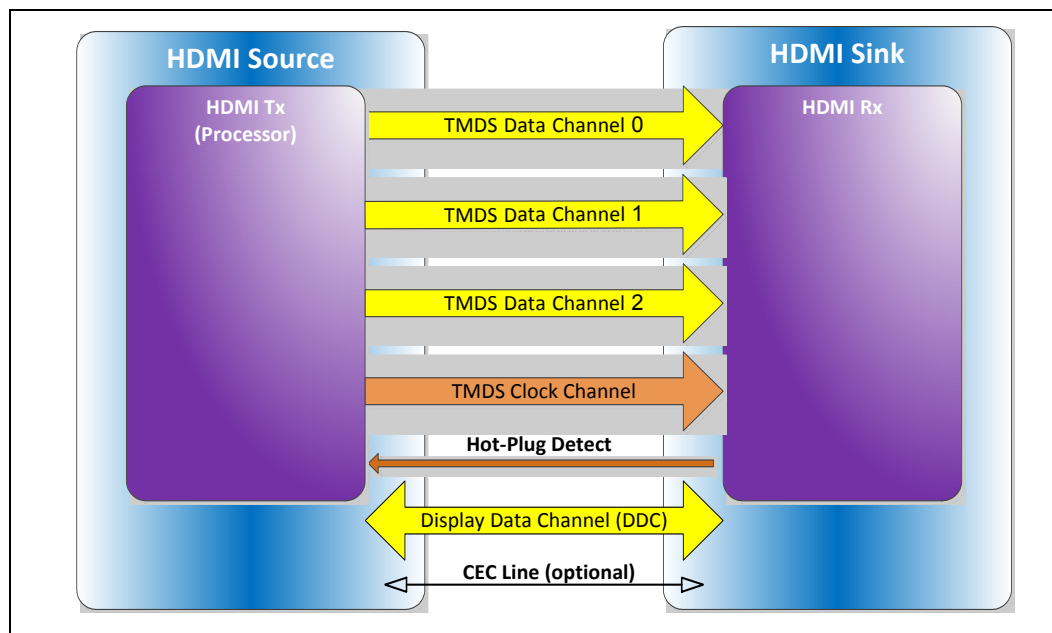 HDMI Source
HDMI Sink
HDMI Tx
(Processor)
HDMI Rx
TMDS Data Channel 0
TMDS Data Channel 1
TMDS Data Channel 2
TMDS Clock Channel
Hot-Plug Detect
Display Data Channel (DDC)
CEC Line (optional)